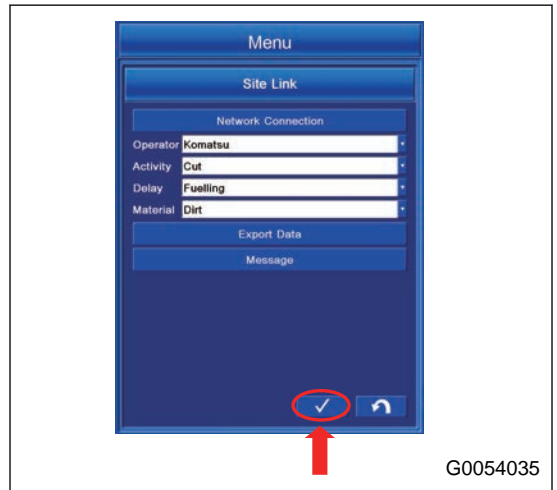 Menu
Site Link
Network Connection
Operator Komatsu
Activity Cut
Delay Fuelling
Material Dirt
Export Data
Message
G0054035